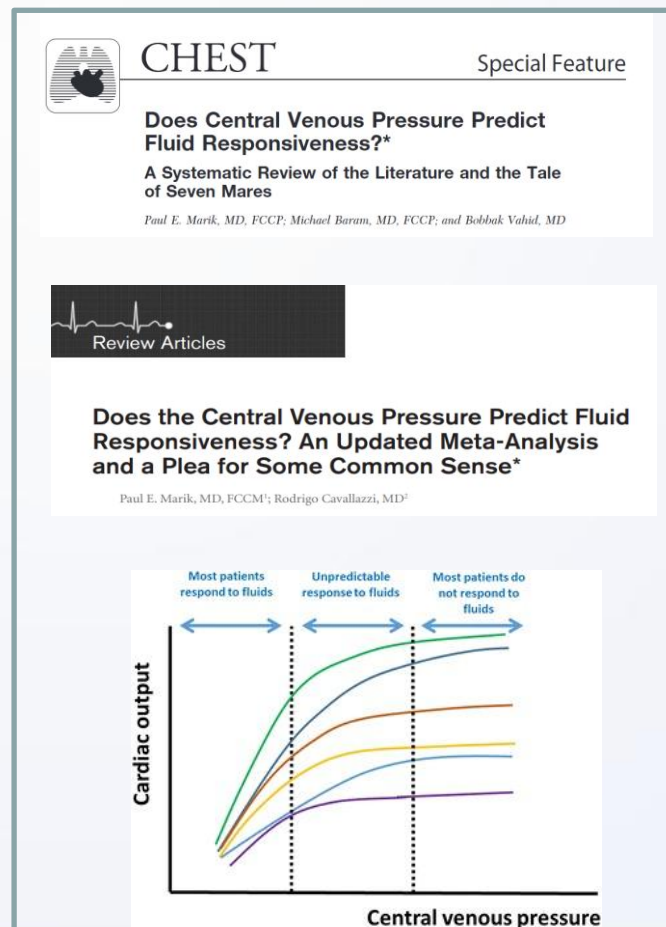 CHEST
Special Feature
Does Central Venous Pressure Predict
Fluid Responsiveness?*
A Systematic Review of the Literature and the Tale
of Seven Mares
Paul E. Marik, MD, FCCP; Michael Baram, MD, FCCP; and Bobbak Vahid, MD
Review Articles
Does the Central Venous Pressure Predict Fluid
Responsiveness? An Updated Meta-Analysis
and a Plea for Some Common Sense*
Paul E. Marik, MD, FCCM¹; Rodrigo Cavallazzi, MD²
Most patients
respond to fluids
Unpredictable
response to fluids
Most patients do
not respond to
fluids
Cardiac output
Central venous pressure